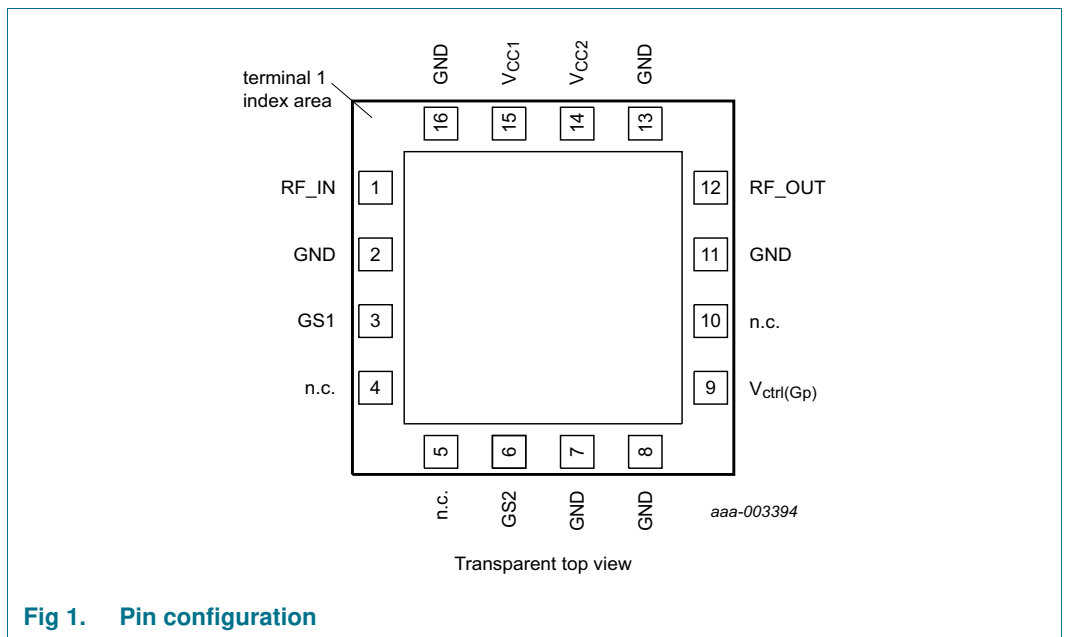 GND VCC1 VCC2 GND
terminal 1
index area
16 15 14 13
RF_IN 1 12 RF_OUT
GND 2 11 GND
GS1 3 10 n.c.
n.c. 4 9 Vctrl(Gp)
5 6 7 8
n.c. GS2 GND GND
aaa-003394
Transparent top view
Fig 1. Pin configuration